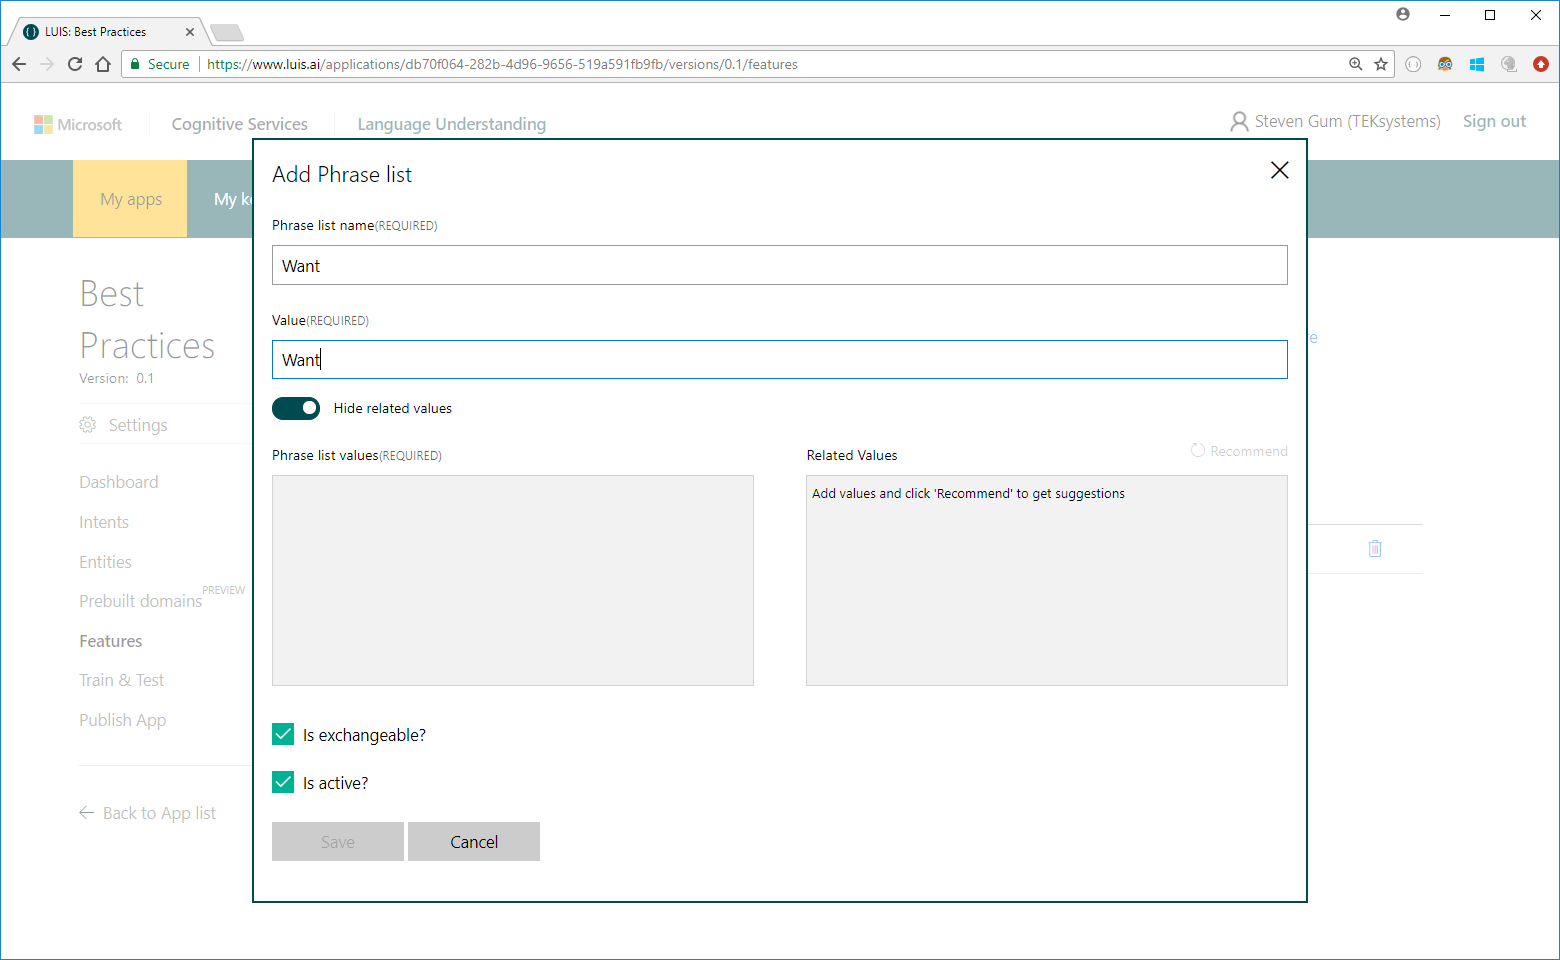 LUIS: Best Practices
Secure
https://www.luis.ai/applications/db70f064-282b-4d96-9656-519a591fb9fb/versions/0.1/features
Microsoft
Cognitive Services
Language Understanding
Steven Gum (TEKsystems)
Sign out
My apps
My ke
Add Phrase list
Phrase list name(REQUIRED)
Want
Value(REQUIRED)
Want
Hide related values
Phrase list values(REQUIRED)
Related Values
Recommend
Add values and click 'Recommend' to get suggestions
Is exchangeable?
Is active?
Save
Cancel
Best
Practices
Version: 0.1
Settings
Dashboard
Intents
Entities
Prebuilt domains PREVIEW
Features
Train & Test
Publish App
Back to App list
e